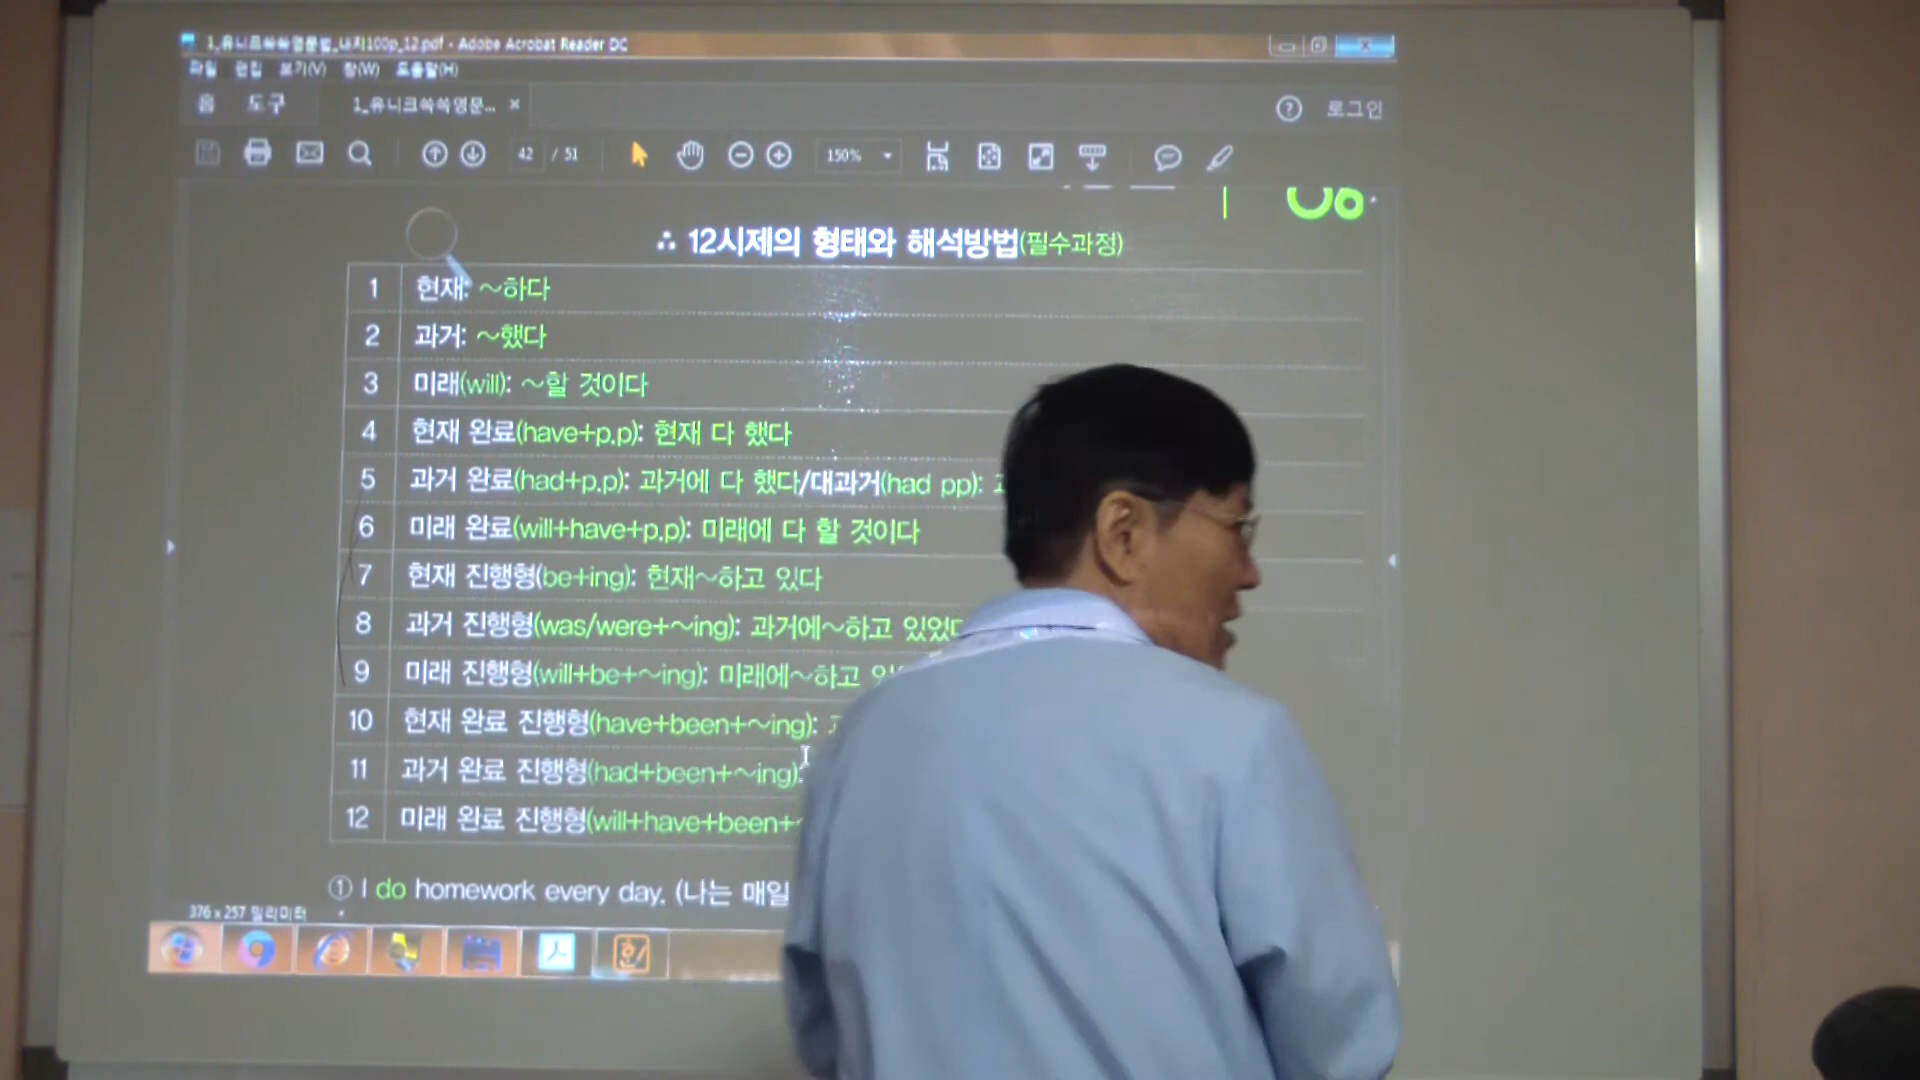 1_유니크쏙쏙영문법_내지100p_12.pdf - Adobe Acrobat Reader DC
파일 편집 보기(V) 창(W) 도움말(H)
홈 도구 1_유니크쏙쏙영문... × ? 로그인
42 / 51 150%
∴ 12시제의 형태와 해석방법(필수과정)
1 현재: ~하다
2 과거: ~했다
3 미래(will): ~할 것이다
4 현재 완료(have+p.p): 현재 다 했다
5 과거 완료(had+p.p): 과거에 다 했다/대과거(had pp):
6 미래 완료(will+have+p.p): 미래에 다 할 것이다
7 현재 진행형(be+ing): 현재~하고 있다
8 과거 진행형(was/were+~ing): 과거에~하고 있었다
9 미래 진행형(will+be+~ing): 미래에~하고
10 현재 완료 진행형(have+been+~ing):
11 과거 완료 진행형(had+been+~ing):
12 미래 완료 진행형(will+have+been+
① I do homework every day. (나는 매일
376 x 257 밀리미터